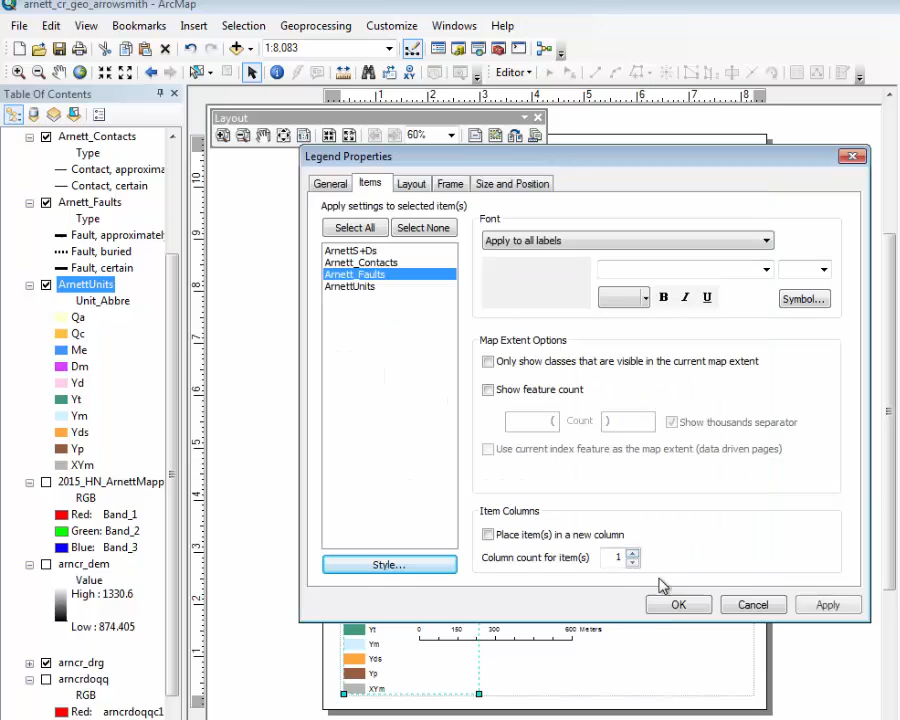 arnett_cr_geo_arrowsmith - ArcMap
File Edit View Bookmarks Insert Selection Geoprocessing Customize Windows Help
1:8,083
Editor
Table Of Contents
Arnett_Contacts
Type
Contact, approxima
Contact, certain
Arnett_Faults
Type
Fault, approximatel
Fault, buried
Fault, certain
ArnettUnits
Unit_Abbre
Qa
Qc
Me
Dm
Yd
Yt
Ym
Yds
Yp
XYm
2015_HN_ArnettMapp
RGB
Red: Band_1
Green: Band_2
Blue: Band_3
arncr_dem
Value
High : 1330.6
Low : 874.405
arncr_drg
arncrdoqq
RGB
Red: arncrdoqqc1
1 2 3 4 5 6 7 8
Layout
60%
Legend Properties
General Items Layout Frame Size and Position
Apply settings to selected item(s)
Select All Select None
ArnettS+Ds
Arnett_Contacts
Arnett_Faults
ArnettUnits
Style...
Font
Apply to all labels
B I U
Symbol...
Map Extent Options
Only show classes that are visible in the current map extent
Show feature count
( Count ) Show thousands separator
Use current index feature as the map extent (data driven pages)
Item Columns
Place item(s) in a new column
Column count for item(s) 1
OK Cancel Apply
Yt
Ym
Yds
Yp
XYm
0 150 300 600 Meters